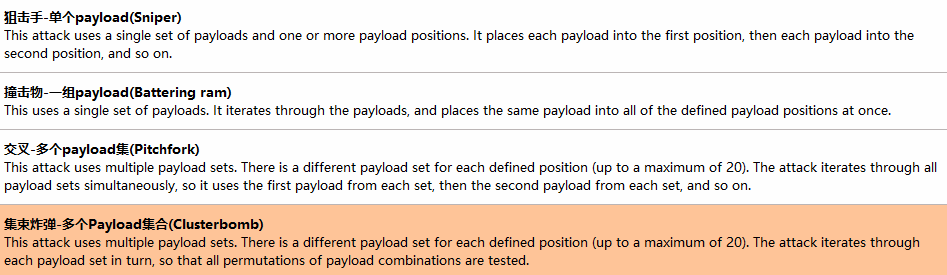 狙击手-单个payload(Sniper)
This attack uses a single set of payloads and one or more payload positions. It places each payload into the first position, then each payload into the
second position, and so on.
撞击物-一组payload(Battering ram)
This uses a single set of payloads. It iterates through the payloads, and places the same payload into all of the defined payload positions at once.
交叉-多个payload集(Pitchfork)
This attack uses multiple payload sets. There is a different payload set for each defined position (up to a maximum of 20). The attack iterates through all
payload sets simultaneously, so it uses the first payload from each set, then the second payload from each set, and so on.
集束炸弹-多个Payload集合(Clusterbomb)
This attack uses multiple payload sets. There is a different payload set for each defined position (up to a maximum of 20). The attack iterates through
each payload set in turn, so that all permutations of payload combinations are tested.